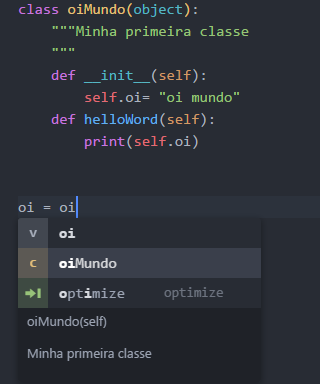 class oiMundo(object):
"""Minha primeira classe
"""
def __init__(self):
self.oi= "oi mundo"
def helloWord(self):
print(self.oi)
oi = oi
v oi
c oiMundo
optimize optimize
oiMundo(self)
Minha primeira classe